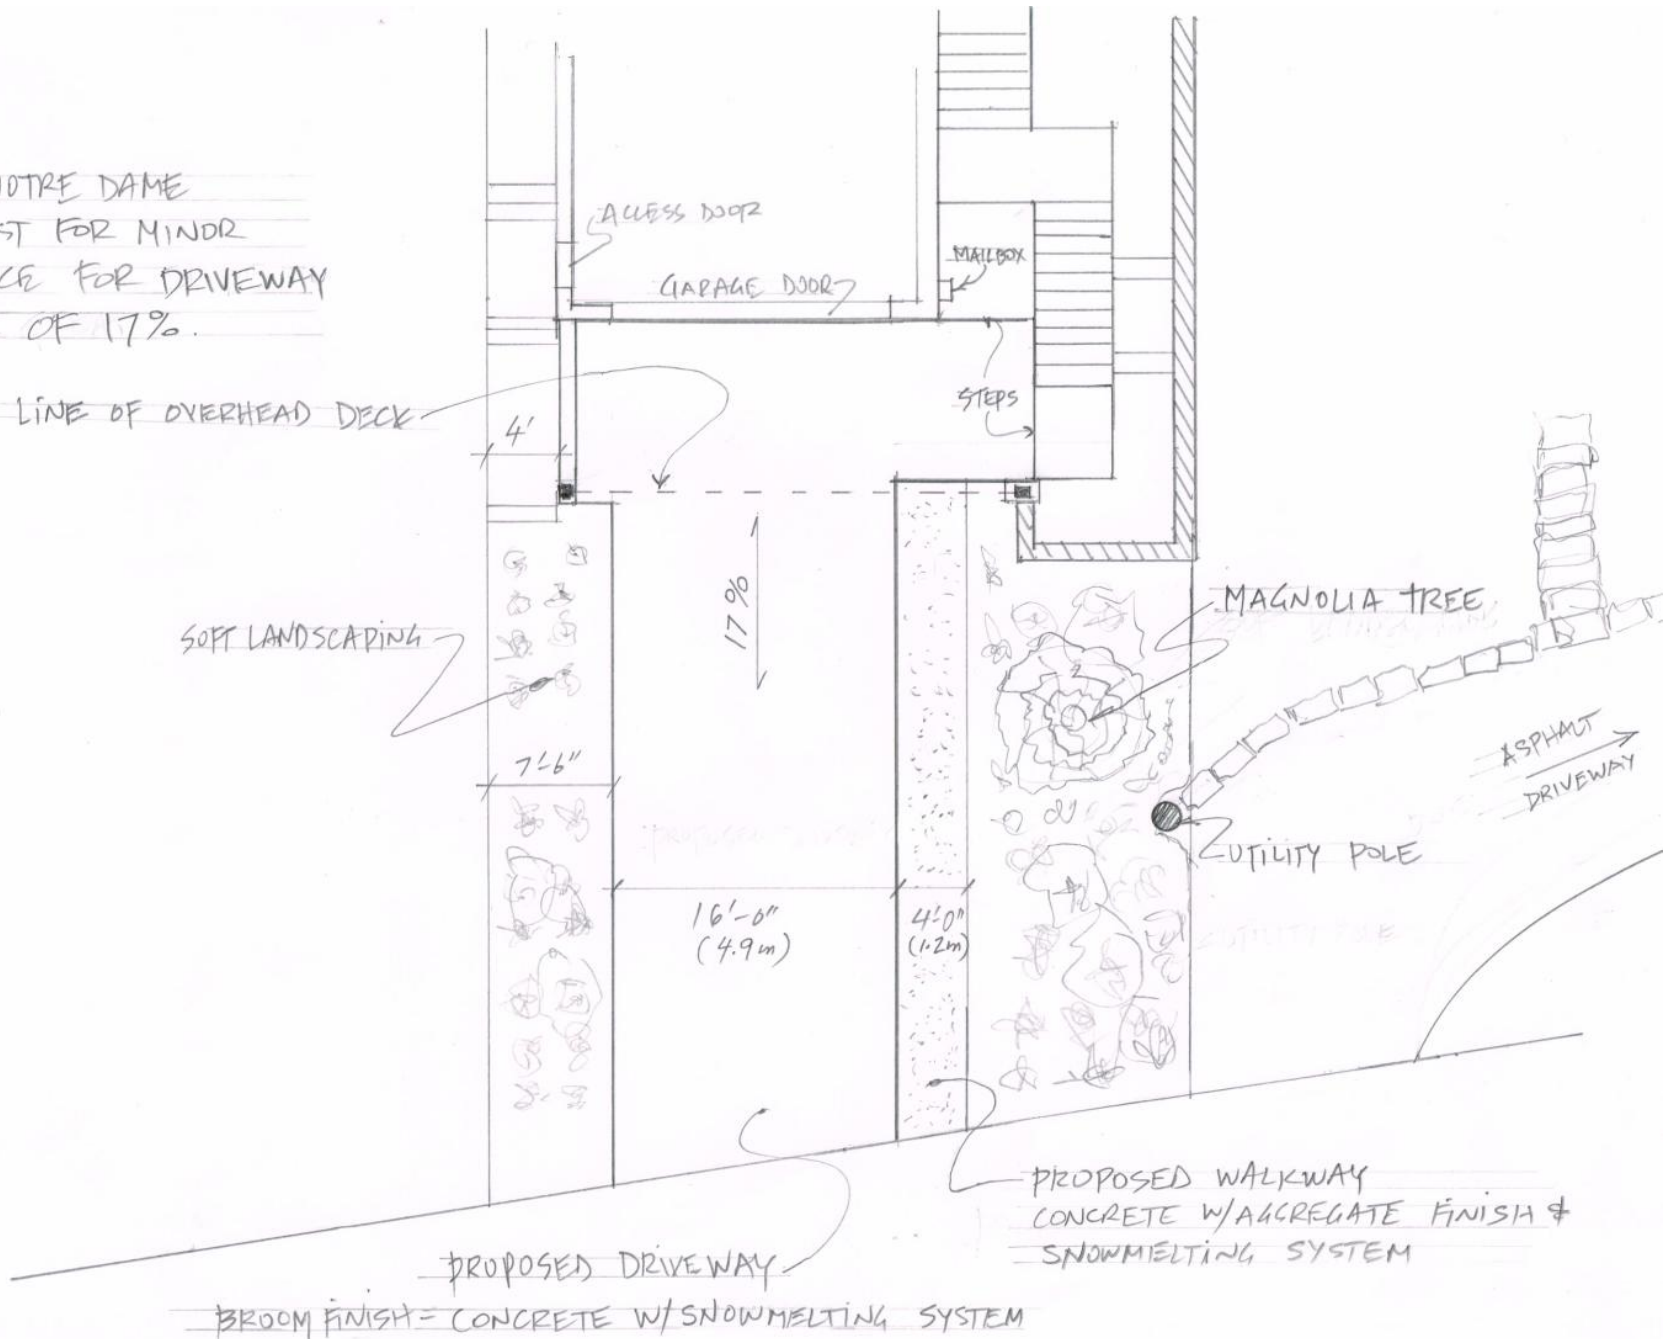 NOTRE DAME
ST FOR MINOR
CE FOR DRIVEWAY
OF 17%.
ACCESS DOOR
MAILBOX
GARAGE DOOR
LINE OF OVERHEAD DECK
4'
STEPS
17%
MAGNOLIA TREE
SOFT LANDSCAPING
7'-6"
ASPHALT
DRIVEWAY
UTILITY POLE
16'-0"
(4.9m)
4'-0"
(1.2m)
PROPOSED WALKWAY
CONCRETE W/AGGREGATE FINISH &
SNOWMELTING SYSTEM
PROPOSED DRIVEWAY
BROOM FINISH = CONCRETE W/SNOWMELTING SYSTEM